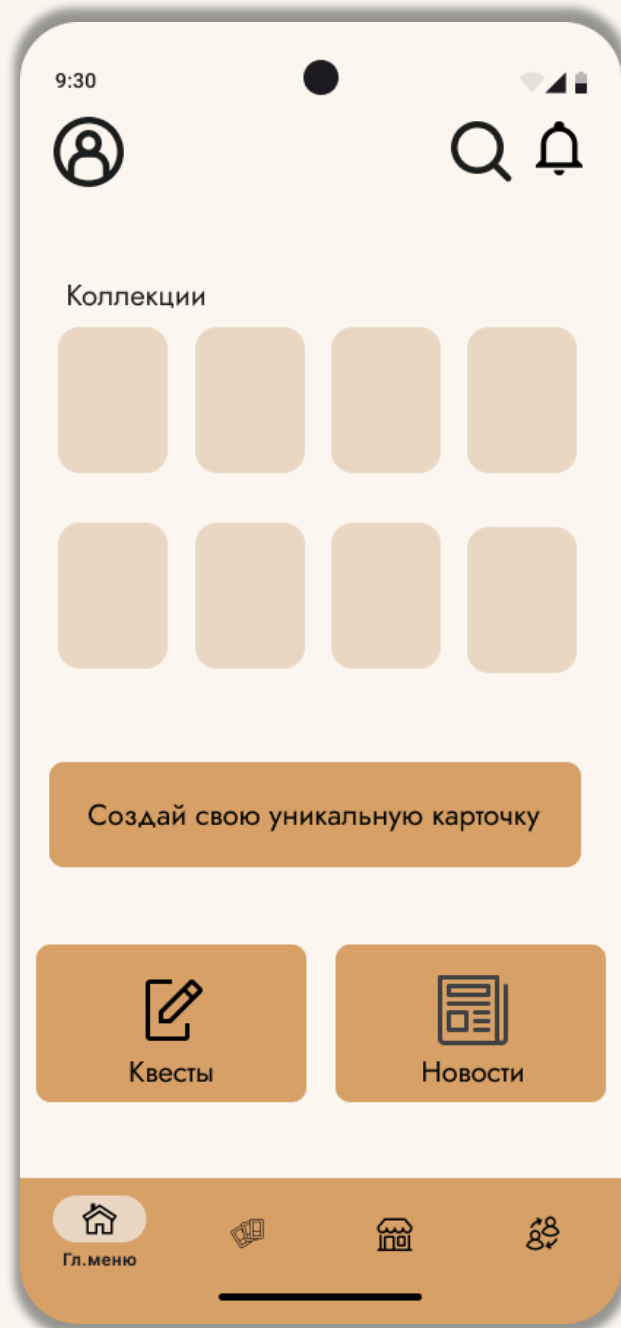 9:30
Коллекции
Создай свою уникальную карточку
Квесты
Новости
Гл.меню